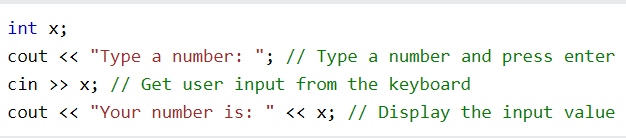 int x;
cout << "Type a number: "; // Type a number and press enter
cin >> x; // Get user input from the keyboard
cout << "Your number is: " << x; // Display the input value